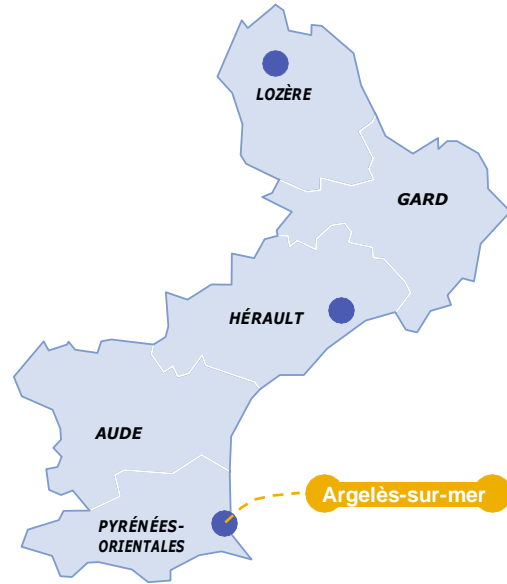 LOZÈRE
GARD
HÉRAULT
AUDE
Argelès-sur-mer
PYRÉNÉES-
ORIENTALES